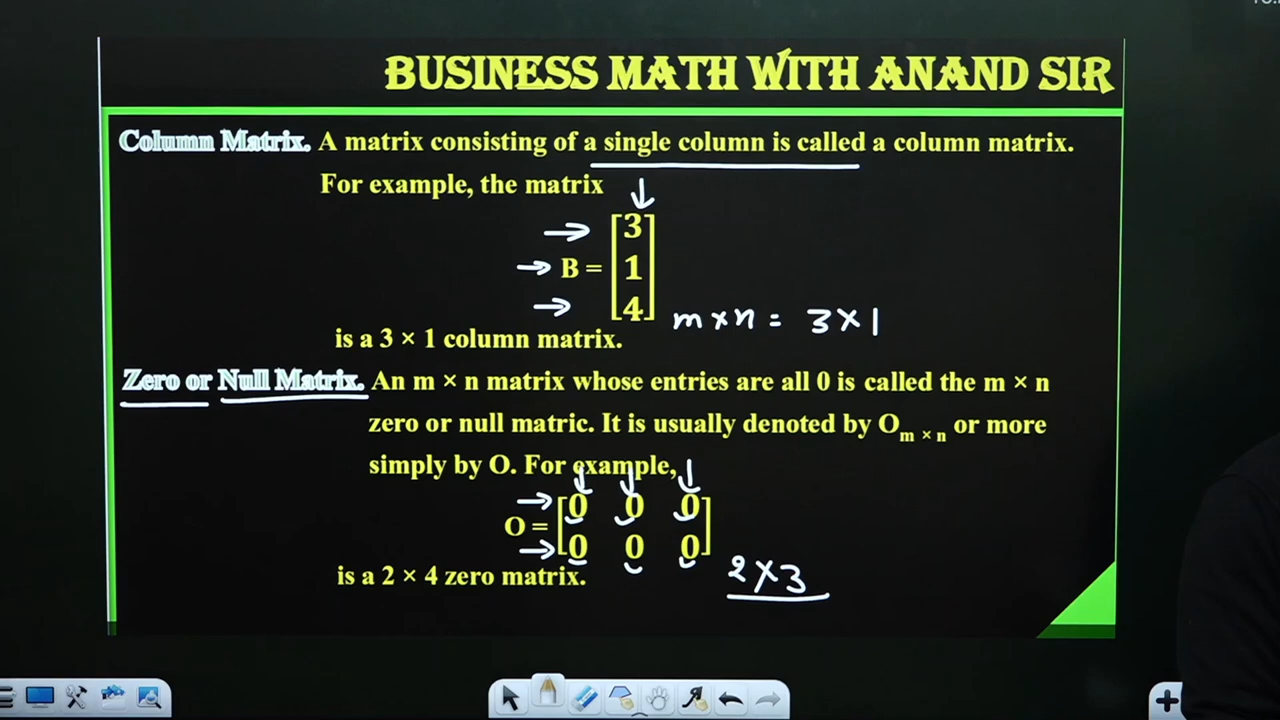 BUSINESS MATH WITH ANAND SIR
Column Matrix. A matrix consisting of a single column is called a column matrix.
For example, the matrix
B = [3
1
4]
m×n = 3×1
is a 3 × 1 column matrix.
Zero or Null Matrix. An m × n matrix whose entries are all 0 is called the m × n
zero or null matric. It is usually denoted by Om × n or more
simply by O. For example,
O = [0 0 0
0 0 0]
is a 2 × 4 zero matrix.
2×3